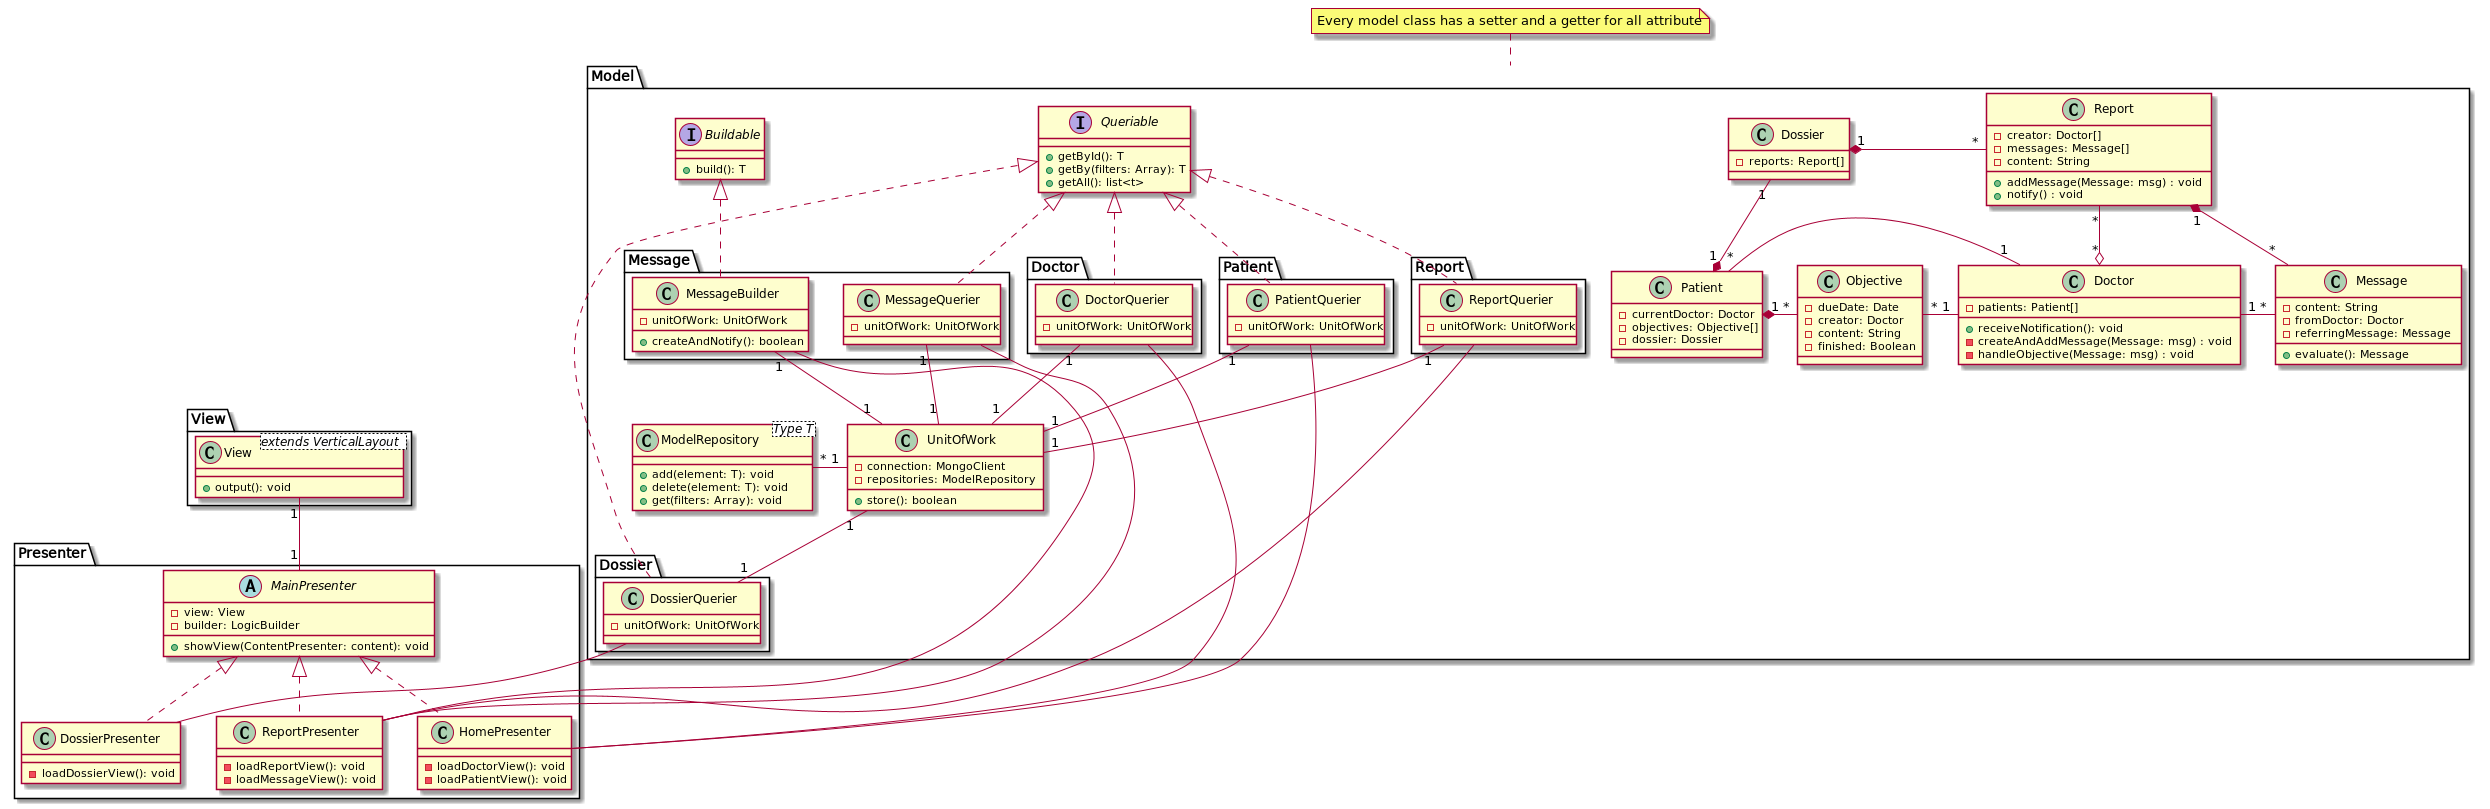 Every model class has a setter and a getter for all attribute
Model
I Buildable
build(): T
I Queriable
getById(): T
getBy(filters: Array): T
getAll(): list<t>
C Dossier
reports: Report[]
1
*
C Report
creator: Doctor[]
messages: Message[]
content: String
addMessage(Message: msg) : void
notify() : void
1
*
*
1
*
1
*
1
Message
C MessageBuilder
unitOfWork: UnitOfWork
createAndNotify(): boolean
C MessageQuerier
unitOfWork: UnitOfWork
Doctor
C DoctorQuerier
unitOfWork: UnitOfWork
Patient
C PatientQuerier
unitOfWork: UnitOfWork
Report
C ReportQuerier
unitOfWork: UnitOfWork
C Patient
currentDoctor: Doctor
objectives: Objective[]
dossier: Dossier
1 *
C Objective
dueDate: Date
creator: Doctor
content: String
finished: Boolean
* 1
C Doctor
patients: Patient[]
receiveNotification(): void
createAndAddMessage(Message: msg) : void
handleObjective(Message: msg) : void
1 *
C Message
content: String
fromDoctor: Doctor
referringMessage: Message
evaluate(): Message
1
1
1
1
1
1
1
1
1
1
C ModelRepository
Type T
add(element: T): void
delete(element: T): void
get(filters: Array): void
* 1
C UnitOfWork
connection: MongoClient
repositories: ModelRepository
store(): boolean
1
1
View
C View
extends VerticalLayout
output(): void
1
1
Dossier
C DossierQuerier
unitOfWork: UnitOfWork
Presenter
A MainPresenter
view: View
builder: LogicBuilder
showView(ContentPresenter: content): void
C DossierPresenter
loadDossierView(): void
C ReportPresenter
loadReportView(): void
loadMessageView(): void
C HomePresenter
loadDoctorView(): void
loadPatientView(): void